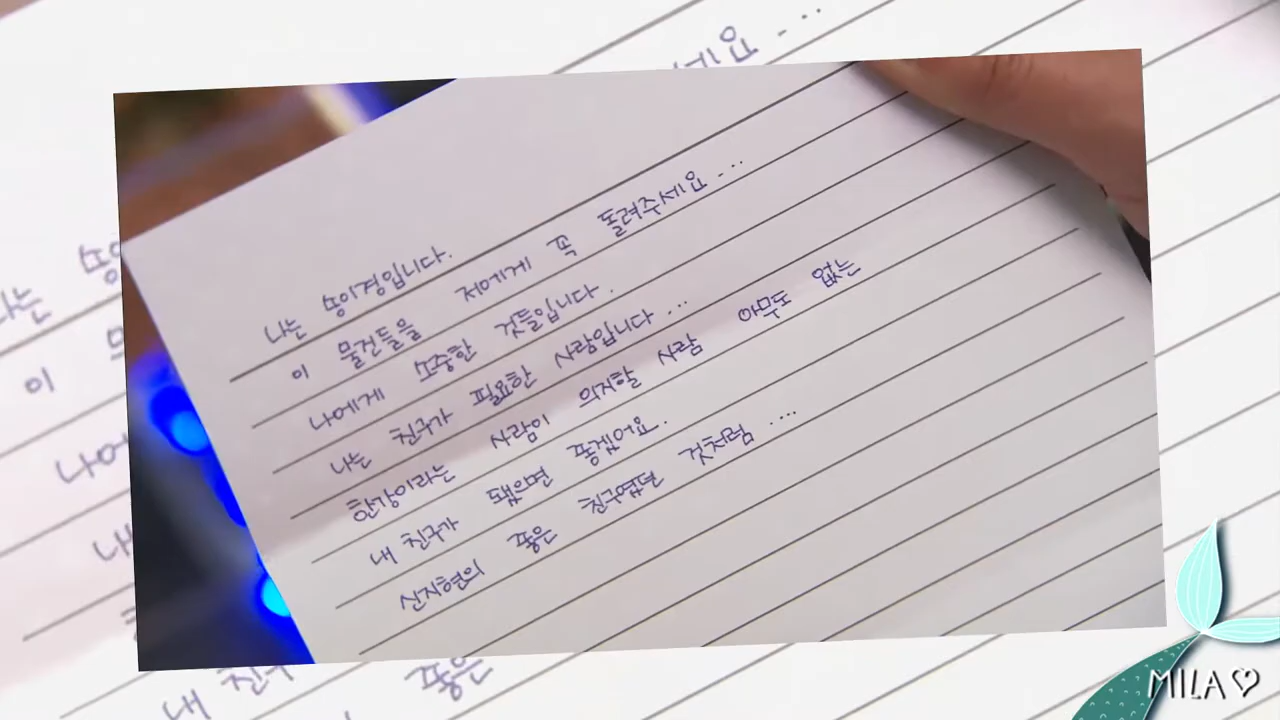 나는 송이경입니다.
이 물건들을 저에게 꼭 돌려주세요...
나에게 소중한 것들입니다.
나는 친구가 필요한 사람입니다...
한강이라는 사람이 의지할 사람 아무도 없는
내 친구가 됐으면 좋겠어요.
신지현의 좋은 친구였던 것처럼....
MILA